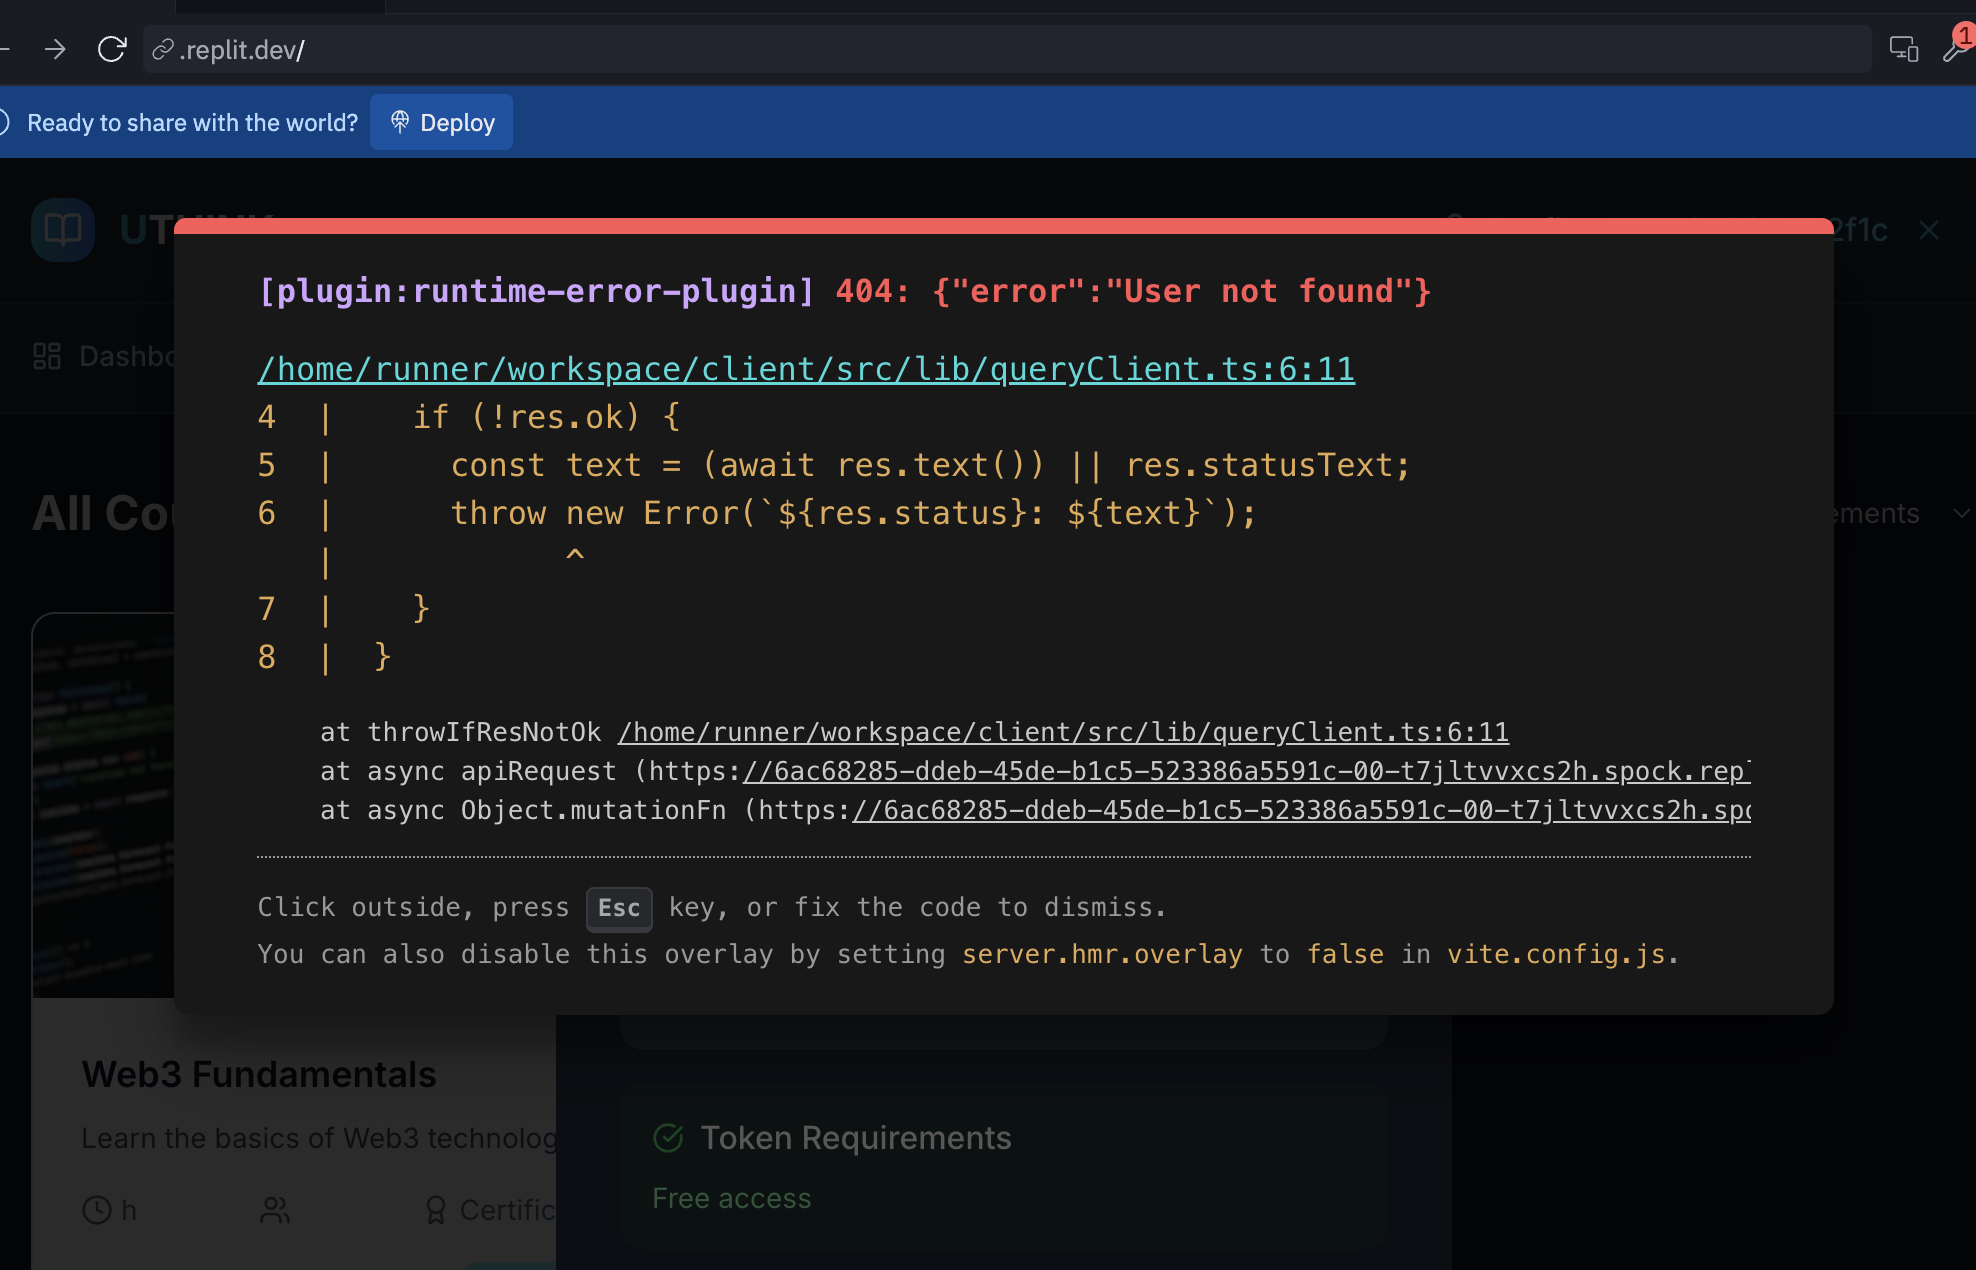 .replit.dev/
1
Ready to share with the world?
Deploy
2f1c
[plugin:runtime-error-plugin] 404: {"error":"User not found"}
/home/runner/workspace/client/src/lib/queryClient.ts:6:11
4 | if (!res.ok) {
5 | const text = (await res.text()) || res.statusText;
6 | throw new Error(`${res.status}: ${text}`);
| ^
7 | }
8 | }
at throwIfResNotOk /home/runner/workspace/client/src/lib/queryClient.ts:6:11
at async apiRequest (https://6ac68285-ddeb-45de-b1c5-523386a5591c-00-t7jltvvxcs2h.spock.repl
at async Object.mutationFn (https://6ac68285-ddeb-45de-b1c5-523386a5591c-00-t7jltvvxcs2h.spo
Click outside, press Esc key, or fix the code to dismiss.
You can also disable this overlay by setting server.hmr.overlay to false in vite.config.js.
Dashbo
All Cou
ements
Web3 Fundamentals
Learn the basics of Web3 technolog
h
Certific
Token Requirements
Free access